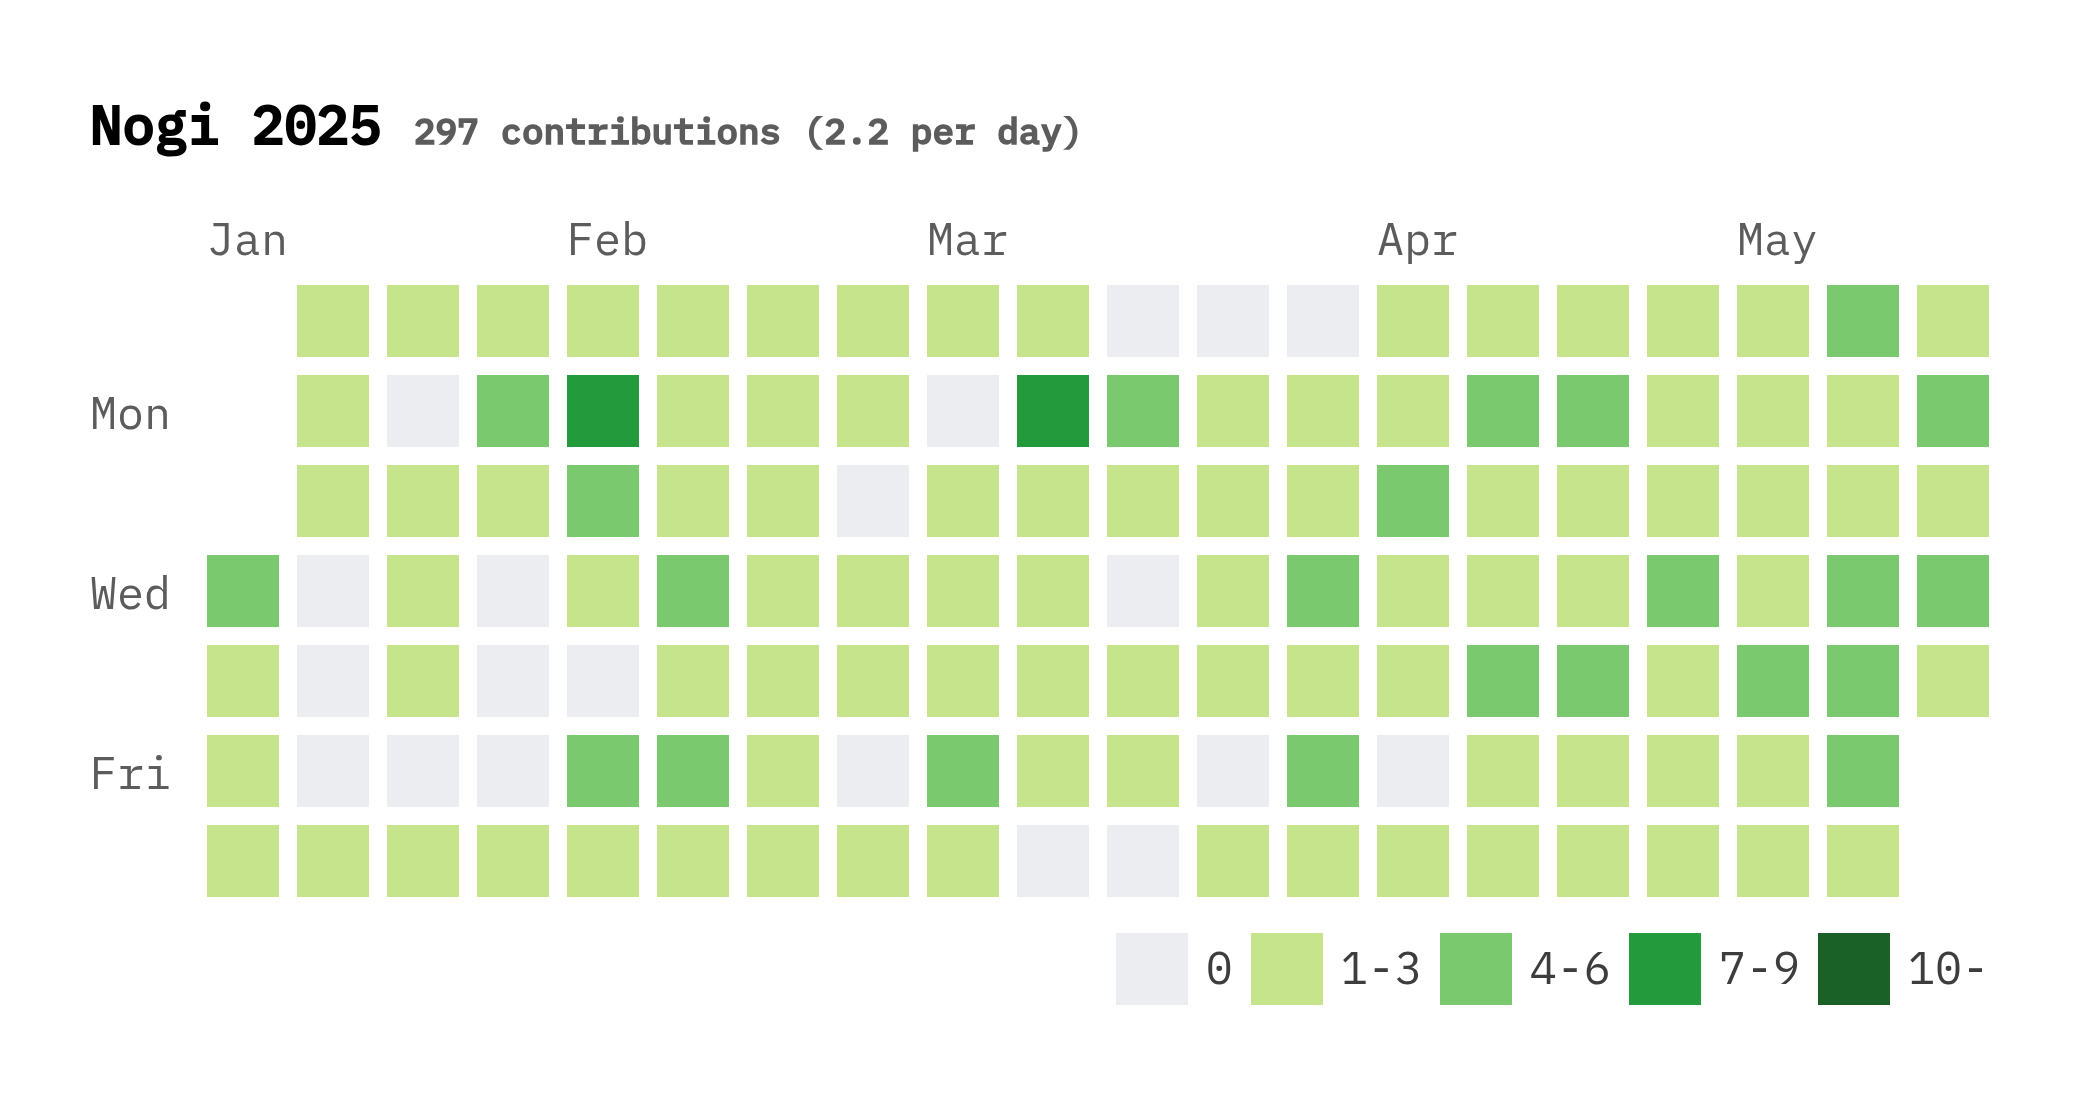 Nogi 2025 297 contributions (2.2 per day)
Jan Feb Mar Apr May
Mon
Wed
Fri
0 1-3 4-6 7-9 10-